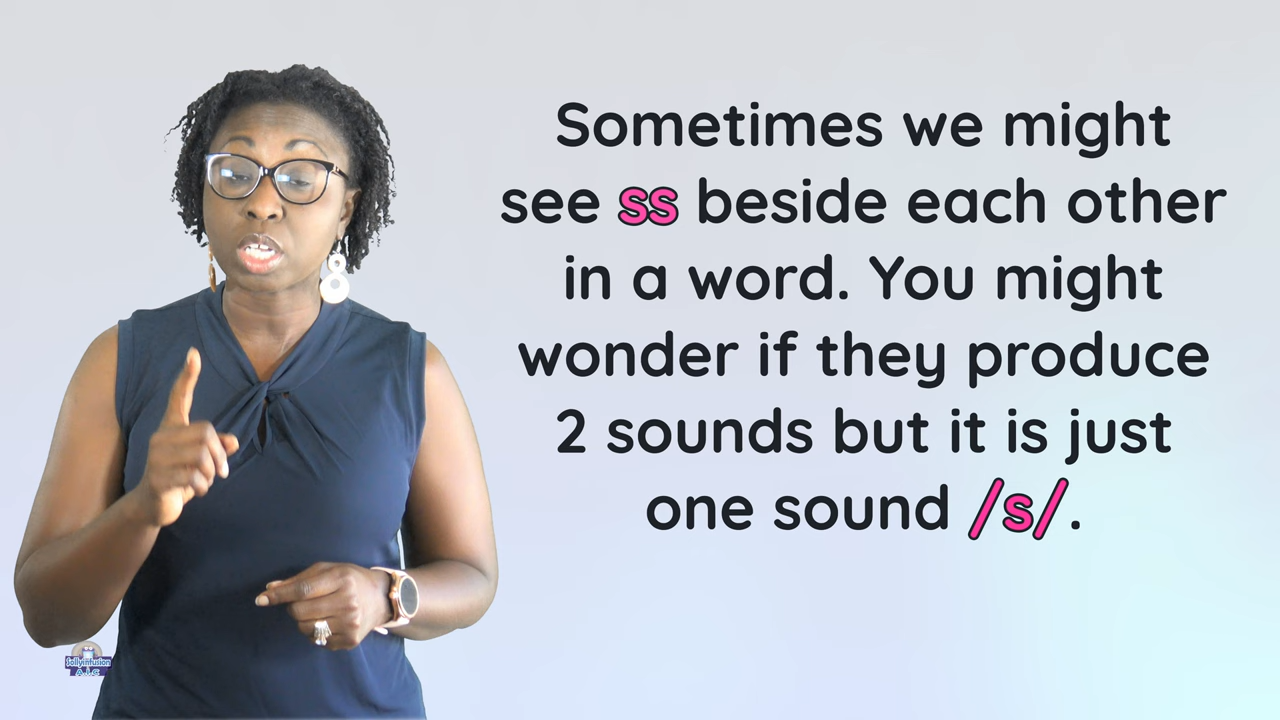 Sometimes we might
see ss beside each other
in a word. You might
wonder if they produce
2 sounds but it is just
one sound /s/.
Sollyinfusion